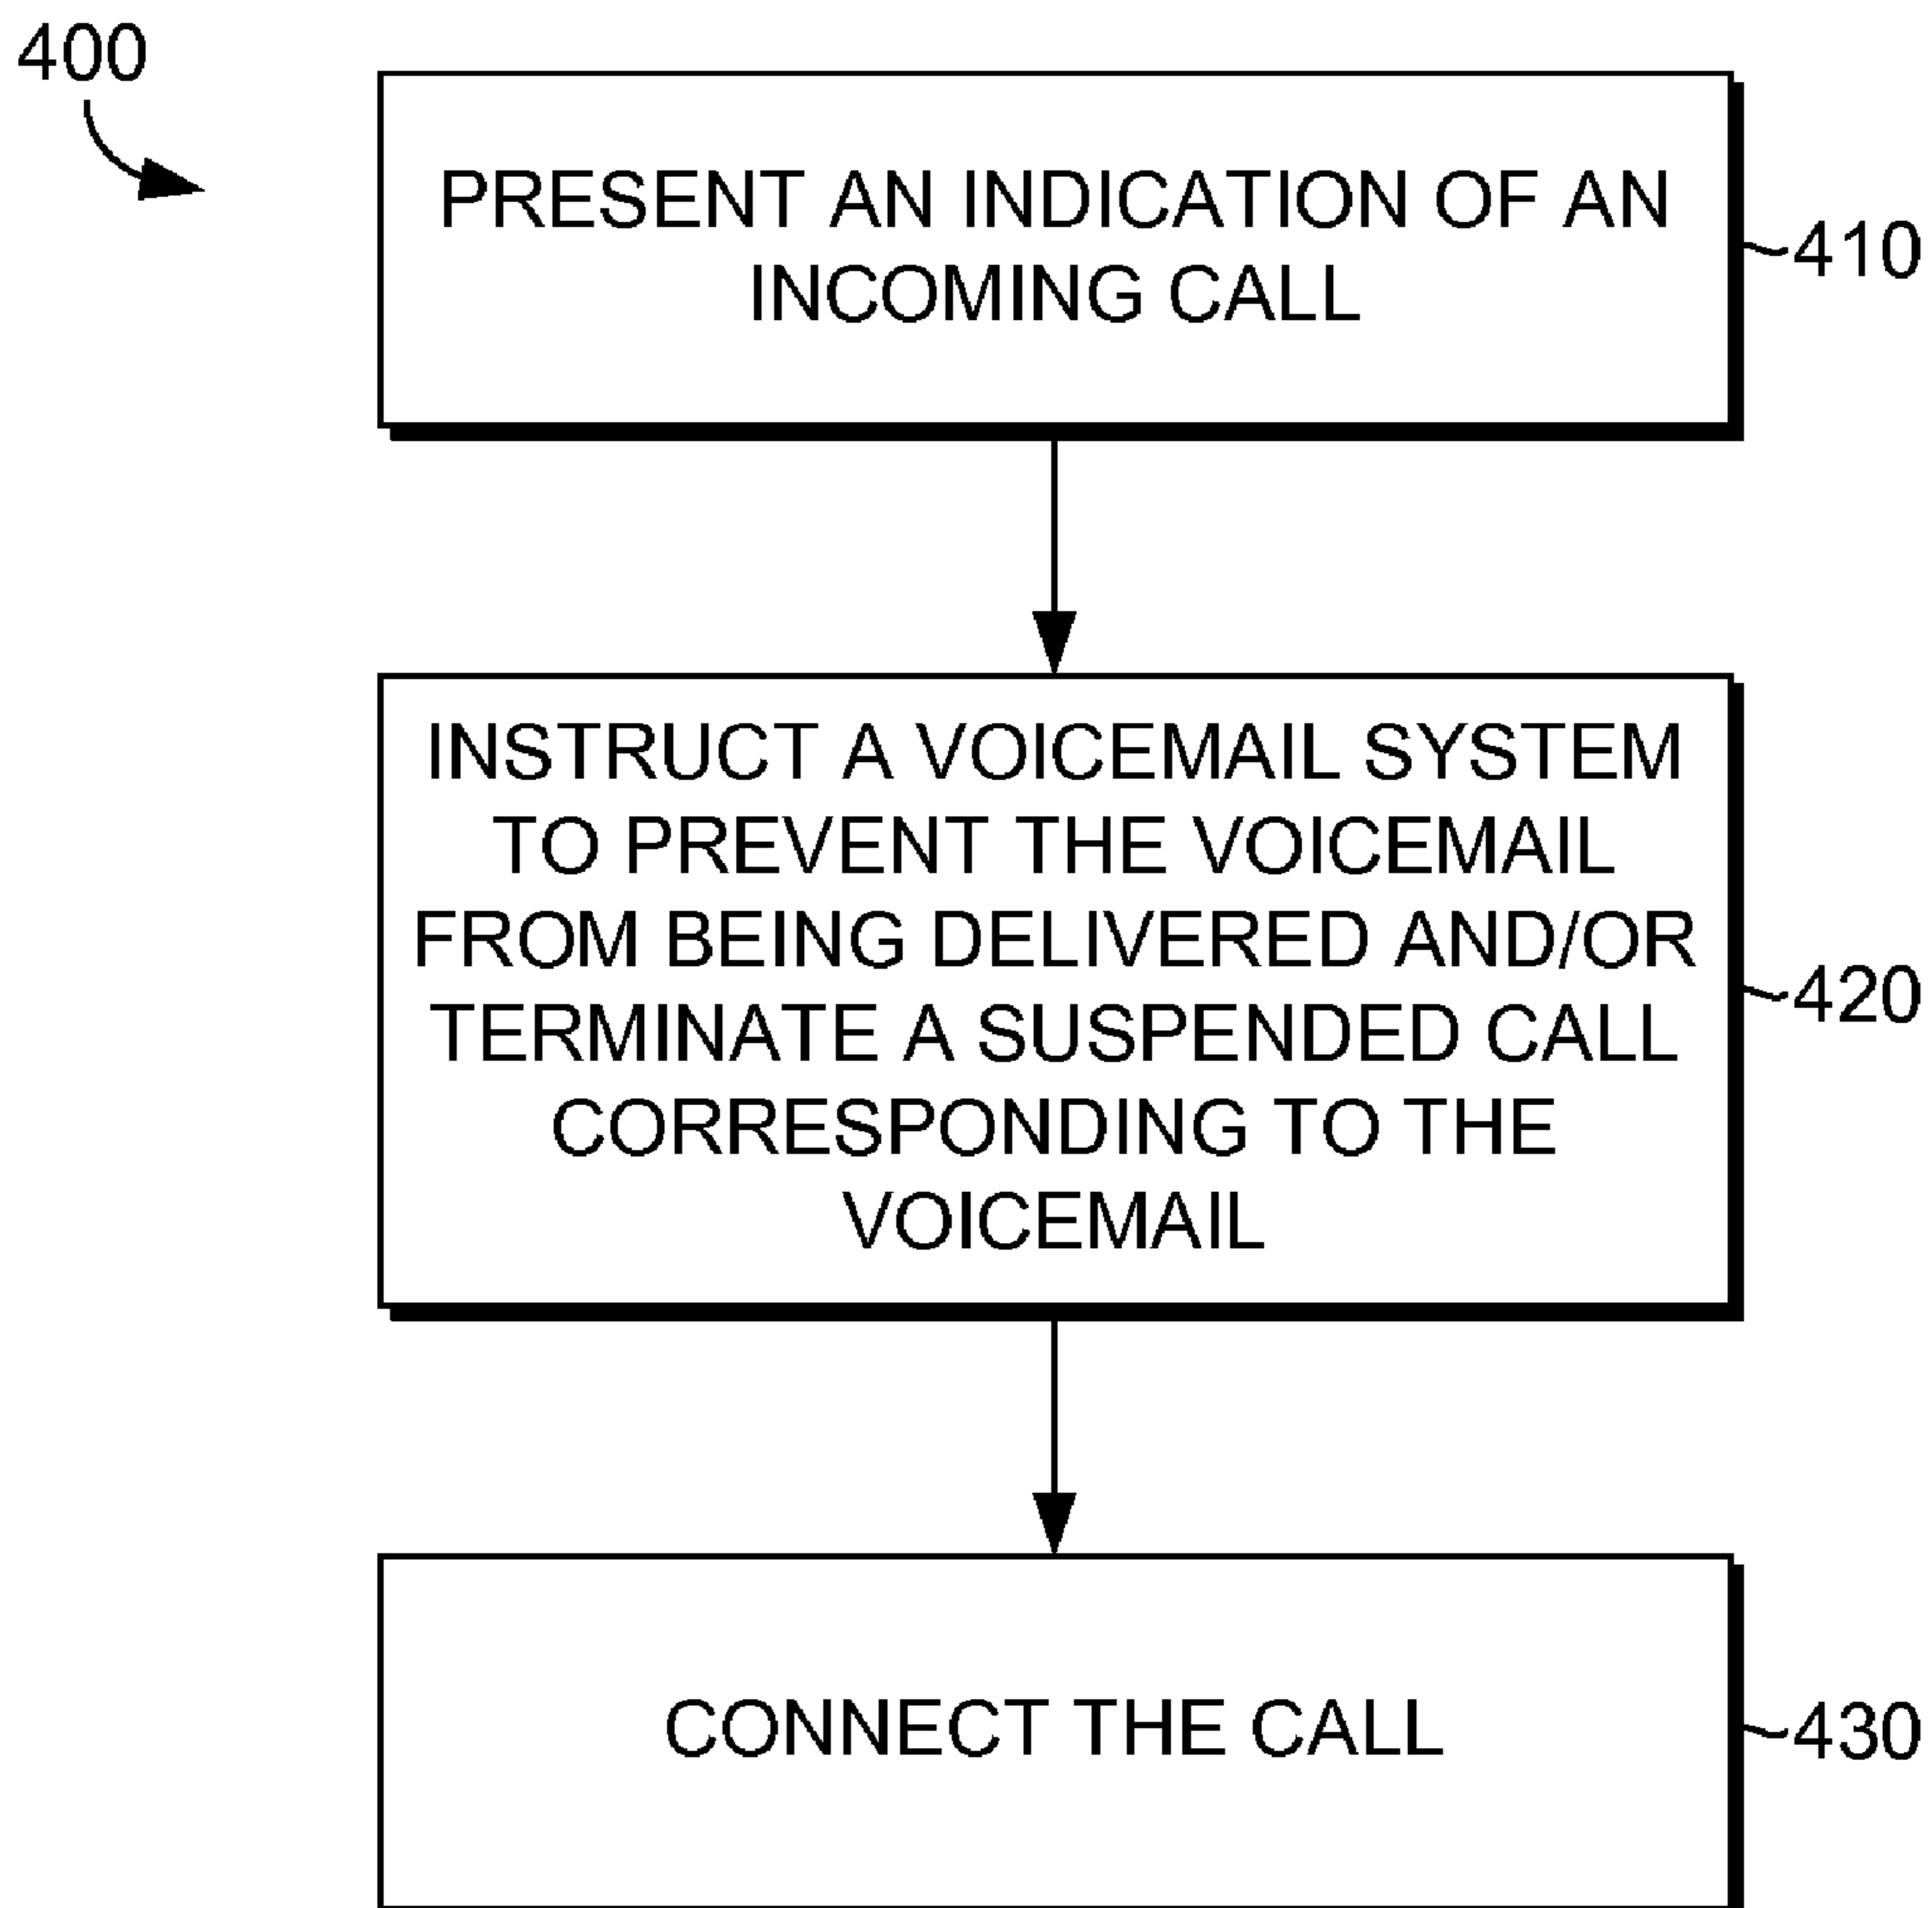 400
PRESENT AN INDICATION OF AN
INCOMING CALL
410
INSTRUCT A VOICEMAIL SYSTEM
TO PREVENT THE VOICEMAIL
FROM BEING DELIVERED AND/OR
TERMINATE A SUSPENDED CALL
CORRESPONDING TO THE
VOICEMAIL
420
CONNECT THE CALL
430